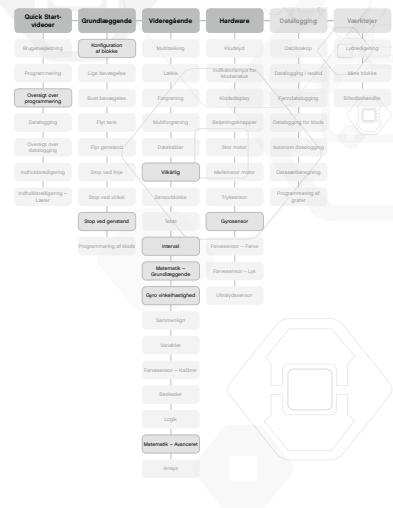 Quick Start-
videoer
Grundlæggende
Videregående
Hardware
Datalogging
Værktøjer
Brugervejledning
Programmering
Oversigt over
programmering
Datalogging
Oversigt over
datalogging
Indholdsredigering
Indholdsredigering –
Lærer
Konfiguration
af blokke
Lige bevægelse
Buet bevægelse
Flyt tank
Flyt genstand
Stop ved linje
Stop ved vinkel
Stop ved genstand
Programmering af klods
Multitasking
Løkke
Forgrening
Multiforgrening
Datakabler
Vilkårlig
Sensorblokke
Tekst
Interval
Matematik –
Grundlæggende
Gyro vinkelhastighed
Sammenlign
Variabler
Farvesensor – Kalibrer
Beskeder
Logik
Matematik – Avanceret
Arrays
Klodslyd
Indikatorlampe for
klodsstatus
Klodsdisplay
Betjeningsknapper
Stor motor
Mellemstor motor
Tryksensor
Gyrosensor
Farvesensor – Farve
Farvesensor – Lys
Ultralydssensor
Oscilloskop
Datalogging i realtid
Fjerndatalogging
Datalogging for klods
Autonom datalogging
Datasætberegning
Programmering af
grafer
Lydredigering
Mine blokke
Billedbehandler